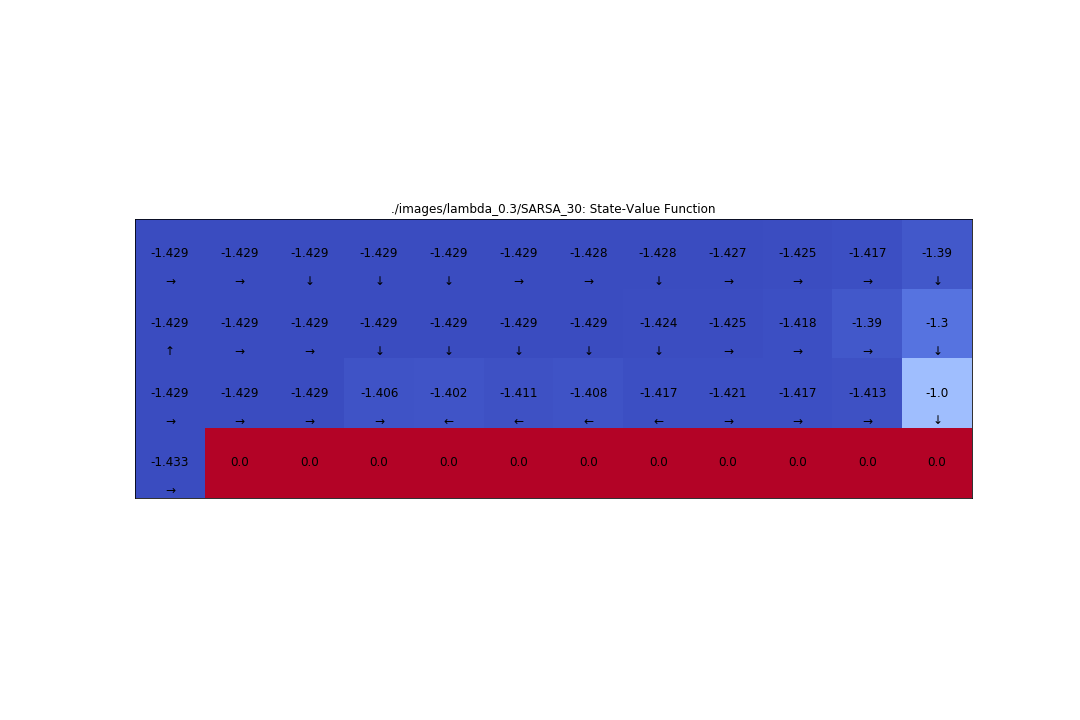 ./images/lambda_0.3/SARSA_30: State-Value Function
-1.429 -1.429 -1.429 -1.429 -1.429 -1.429 -1.428 -1.428 -1.427 -1.425 -1.417 -1.39
→ → ↓ ↓ ↓ → → ↓ → → → ↓
-1.429 -1.429 -1.429 -1.429 -1.429 -1.429 -1.429 -1.424 -1.425 -1.418 -1.39 -1.3
↑ → → ↓ ↓ ↓ ↓ ↓ → → → ↓
-1.429 -1.429 -1.429 -1.406 -1.402 -1.411 -1.408 -1.417 -1.421 -1.417 -1.413 -1.0
→ → → → ← ← ← ← → → → ↓
-1.433 0.0 0.0 0.0 0.0 0.0 0.0 0.0 0.0 0.0 0.0 0.0
→